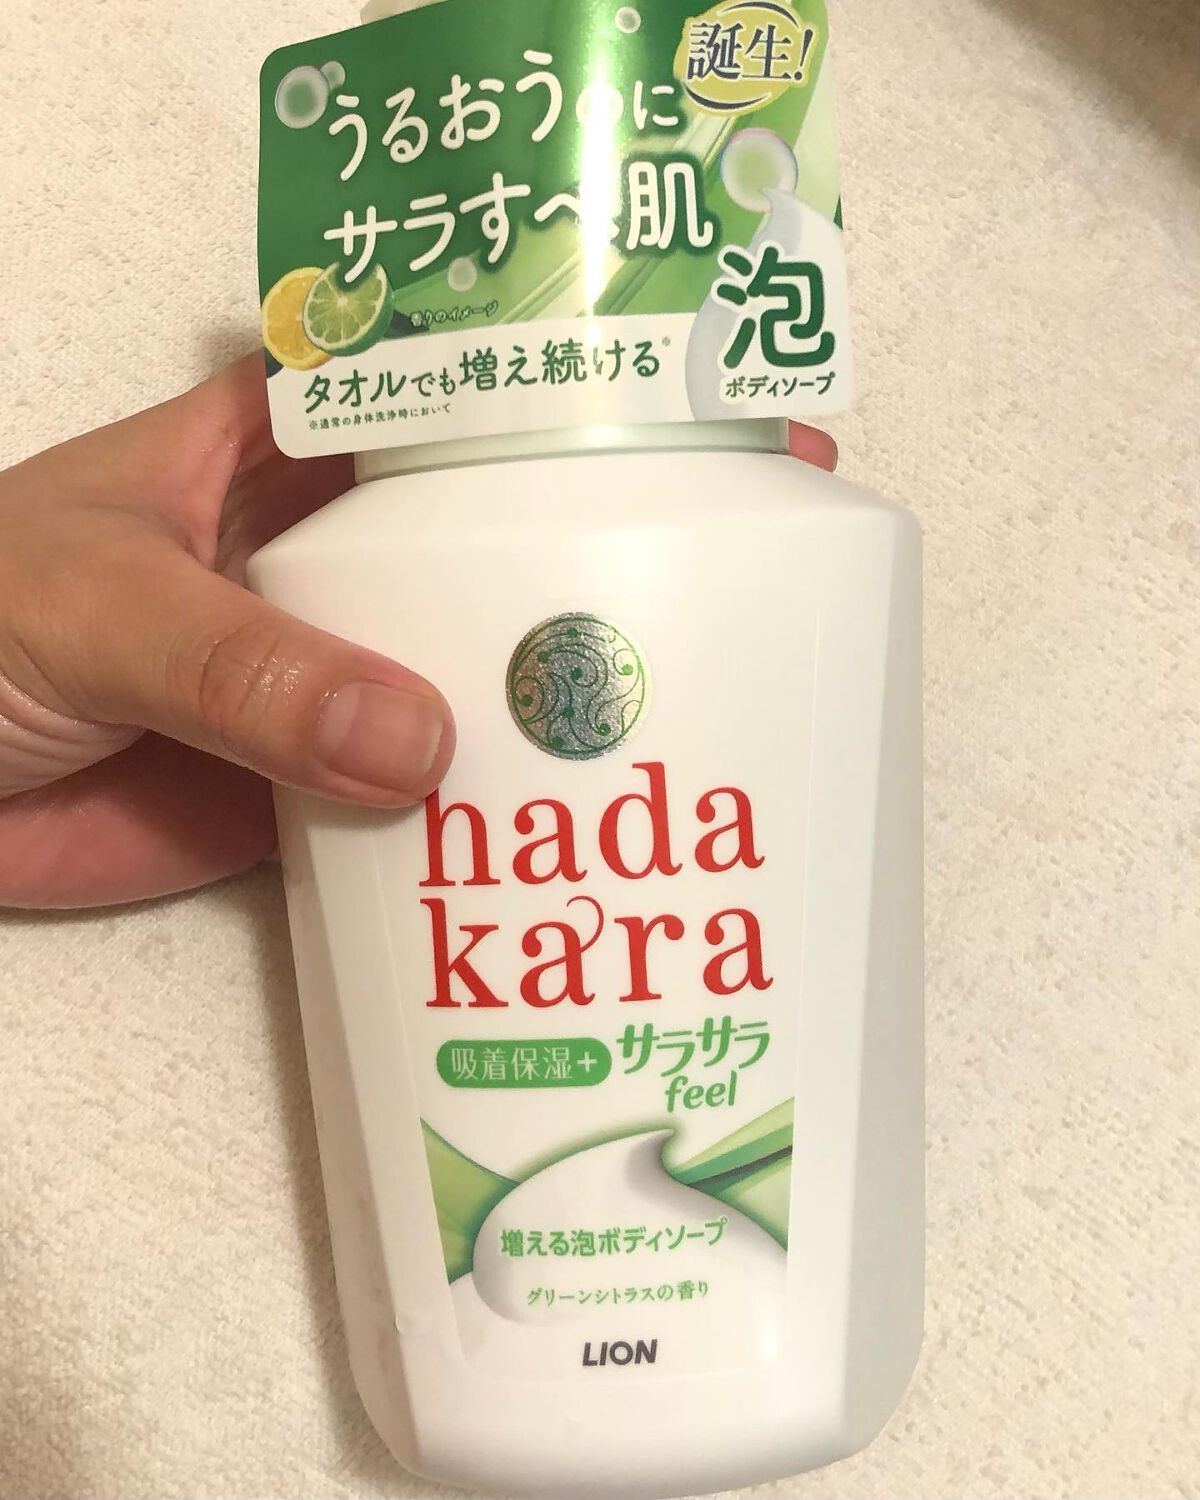 誕生!
うるおうのに
サラすべ肌
香りのイメージ
泡
ボディソープ
タオルでも増え続ける※
※通常の身体洗浄時において
hada
kara
吸着保湿+ サラサラ
feel
増える泡ボディソープ
グリーンシトラスの香り
LION